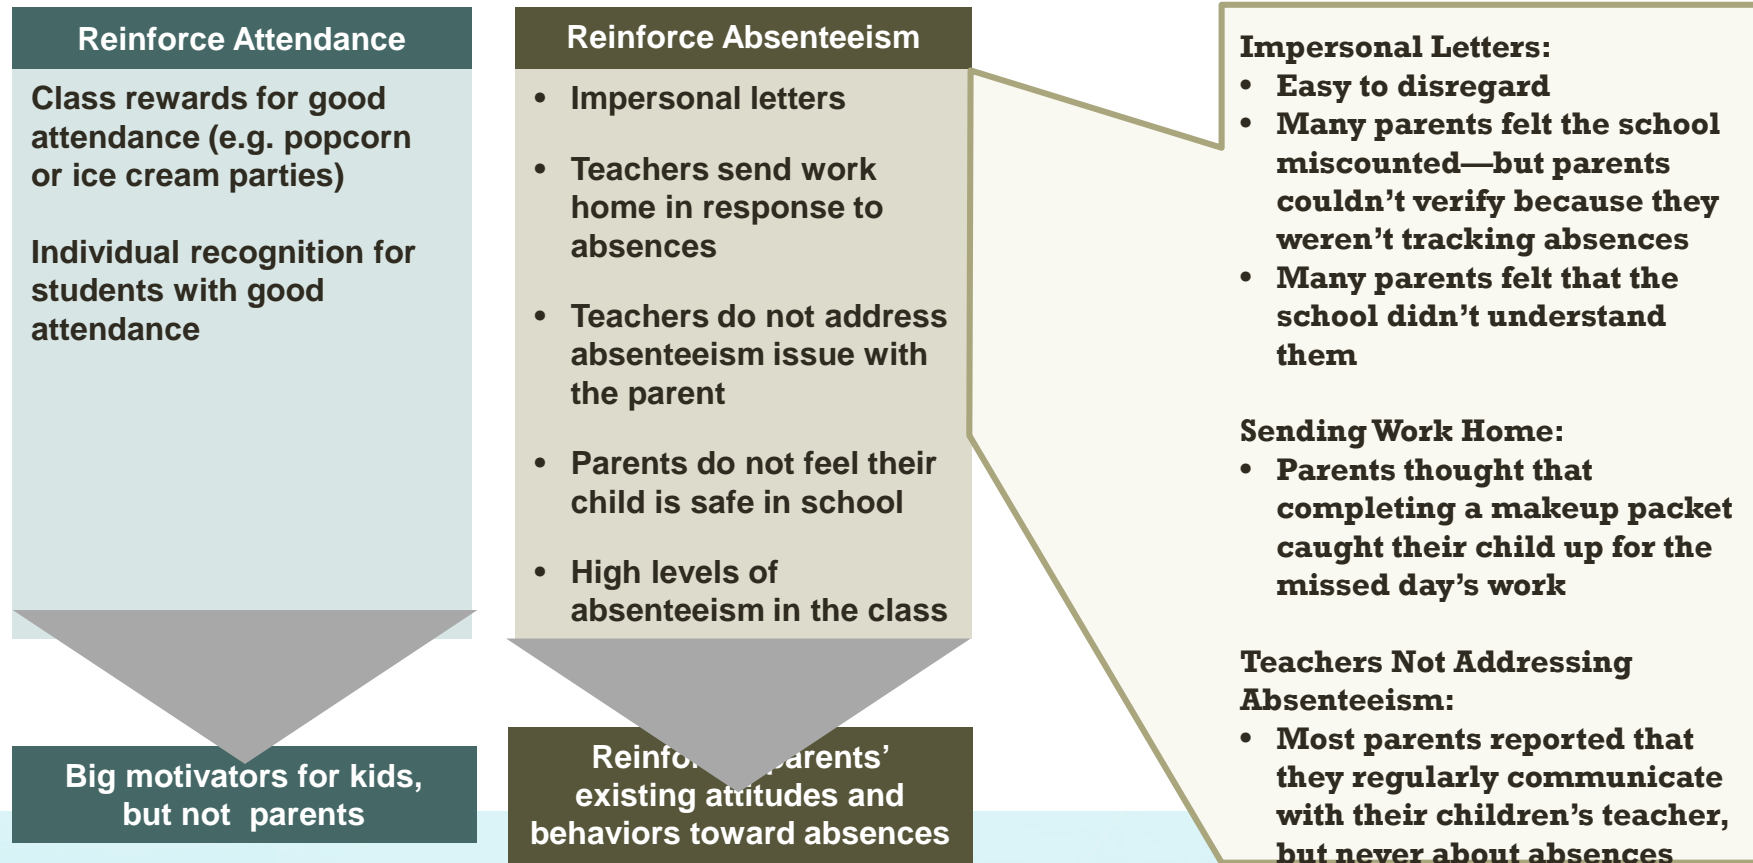 Reinforce Attendance
Class rewards for good
attendance (e.g. popcorn
or ice cream parties)
Individual recognition for
students with good
attendance
Big motivators for kids,
but not parents
Reinforce Absenteeism
• Impersonal letters
• Teachers send work
home in response to
absences
• Teachers do not address
absenteeism issue with
the parent
• Parents do not feel their
child is safe in school
• High levels of
absenteeism in the class
existing attitudes and
behaviors toward absences
Impersonal Letters:
• Easy to disregard
• Many parents felt the school
miscounted—but parents
couldn’t verify because they
weren’t tracking absences
• Many parents felt that the
school didn’t understand
them
Sending Work Home:
• Parents thought that
completing a makeup packet
caught their child up for the
missed day’s work
Teachers Not Addressing
Absenteeism:
• Most parents reported that
they regularly communicate
with their children’s teacher,
but never about absences